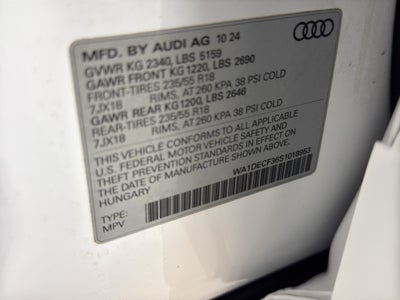 MFD. BY AUDI AG 10 24
GVWR KG 2340, LBS 5159
GAWR FRONT KG1220, LBS 2690
FRONT-TIRES 235/55 R18
7JX18 RIMS, AT 260 KPA 38 PSI COLD
GAWR REAR KG1200, LBS 2646
REAR-TIRES 235/55 R18
7JX18 RIMS, AT 260 KPA 38 PSI COLD
THIS VEHICLE CONFORMS TO ALL APPLICABLE
U.S. FEDERAL MOTOR VEHICLE SAFETY AND
THEFT PREVENTION STANDARDS IN EFFECT ON
THE DATE OF MANUFACTURE SHOWN ABOVE.
HUNGARY
WA1DECF36S1018953
TYPE:
MPV